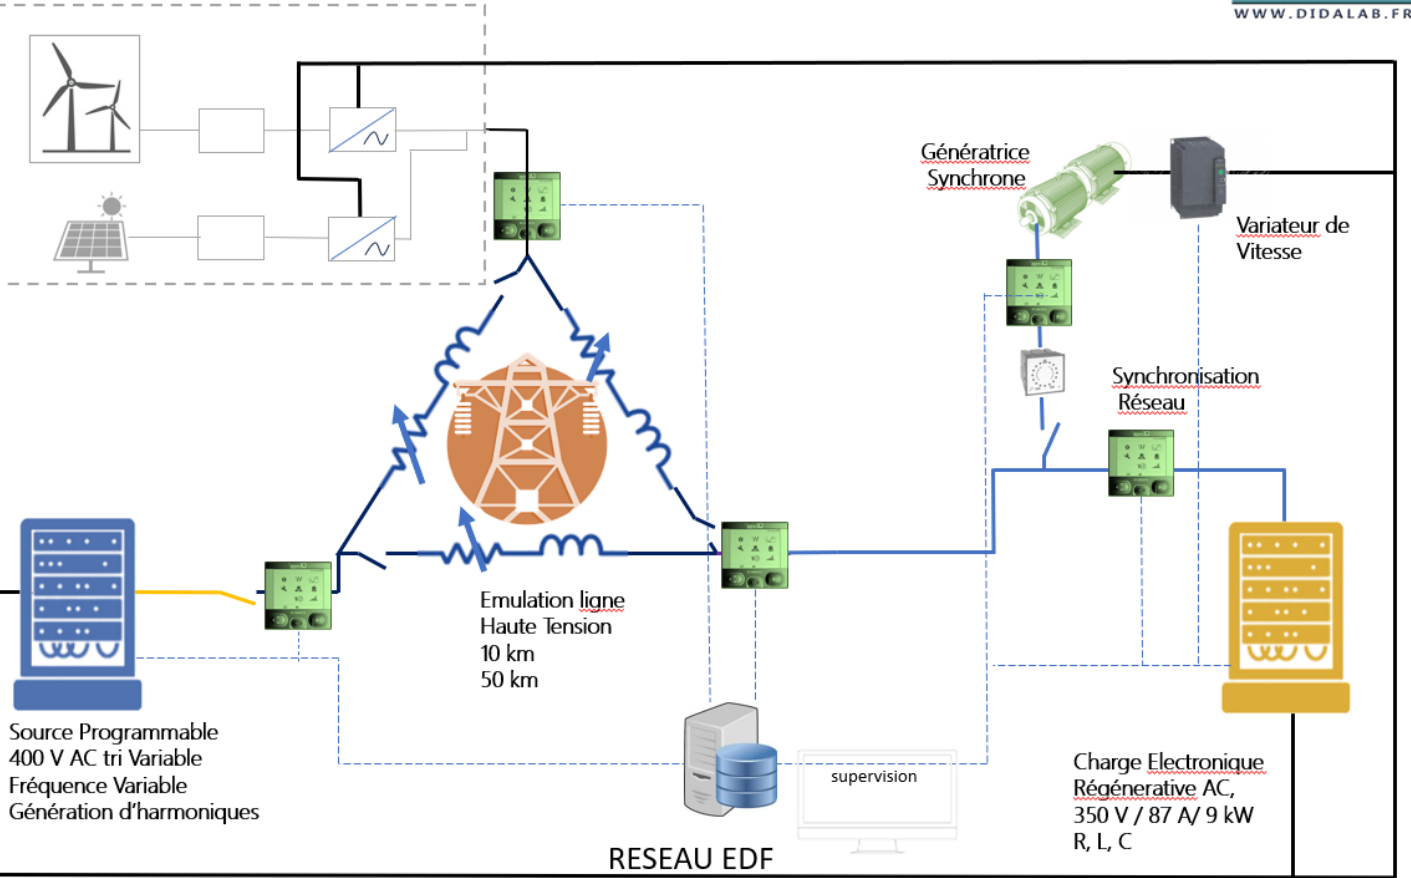 WWW.DIDALAB.FR
Génératrice
Synchrone
Variateur de
Vitesse
Synchronisation
Réseau
Emulation ligne
Haute Tension
10 km
50 km
Source Programmable
400 V AC tri Variable
Fréquence Variable
Génération d'harmoniques
supervision
Charge Electronique
Régénerative AC,
350 V / 87 A/ 9 kW
R, L, C
RESEAU EDF